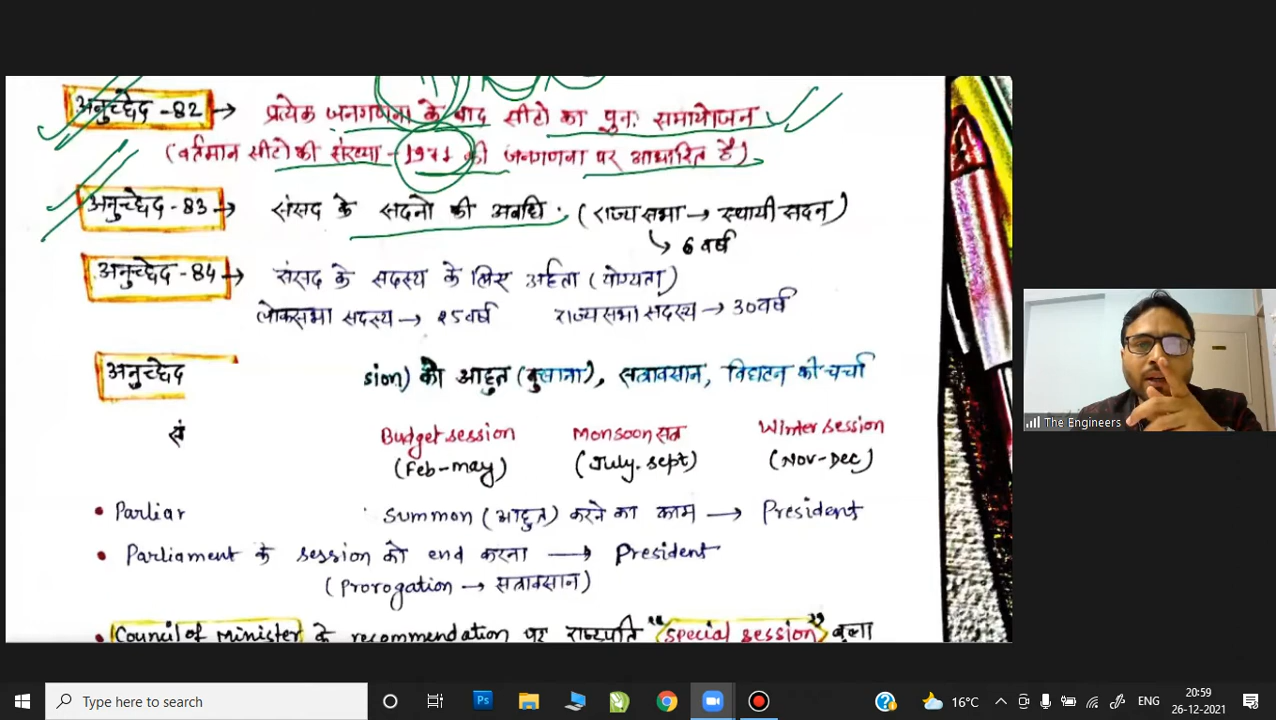 अनुच्छेद -82 → प्रत्येक जनगणना के बाद सीटो का पुनः समायोजन
(वर्तमान सीटो की संख्या - 1971 की जनगणना पर आधारित है)
अनुच्छेद -83 → संसद के सदनो की अवधि . (राज्य सभा → स्थायी सदन)
↳ 6 वर्ष
अनुच्छेद -84 → संसद के सदस्य के लिए अर्हता (योग्यता)
लोकसभा सदस्य → 25 वर्ष राज्य सभा सदस्य → 30 वर्ष
अनुच्छेद sion) को आहुत (बुलाना), सत्रावसान, विघटन की चर्चा
सं Budget session Monsoon सत्र Winter session
(Feb-may) (July-sept) (Nov-Dec)
• Parliar summon (आहुत) करने का काम → President
• Parliament के session को end करना → President
(Prorogation → सत्रावसान)
• Council of minister के recommendation पर राष्ट्रपति "special session" बुला
The Engineers
Type here to search
16°C
ENG
20:59
26-12-2021